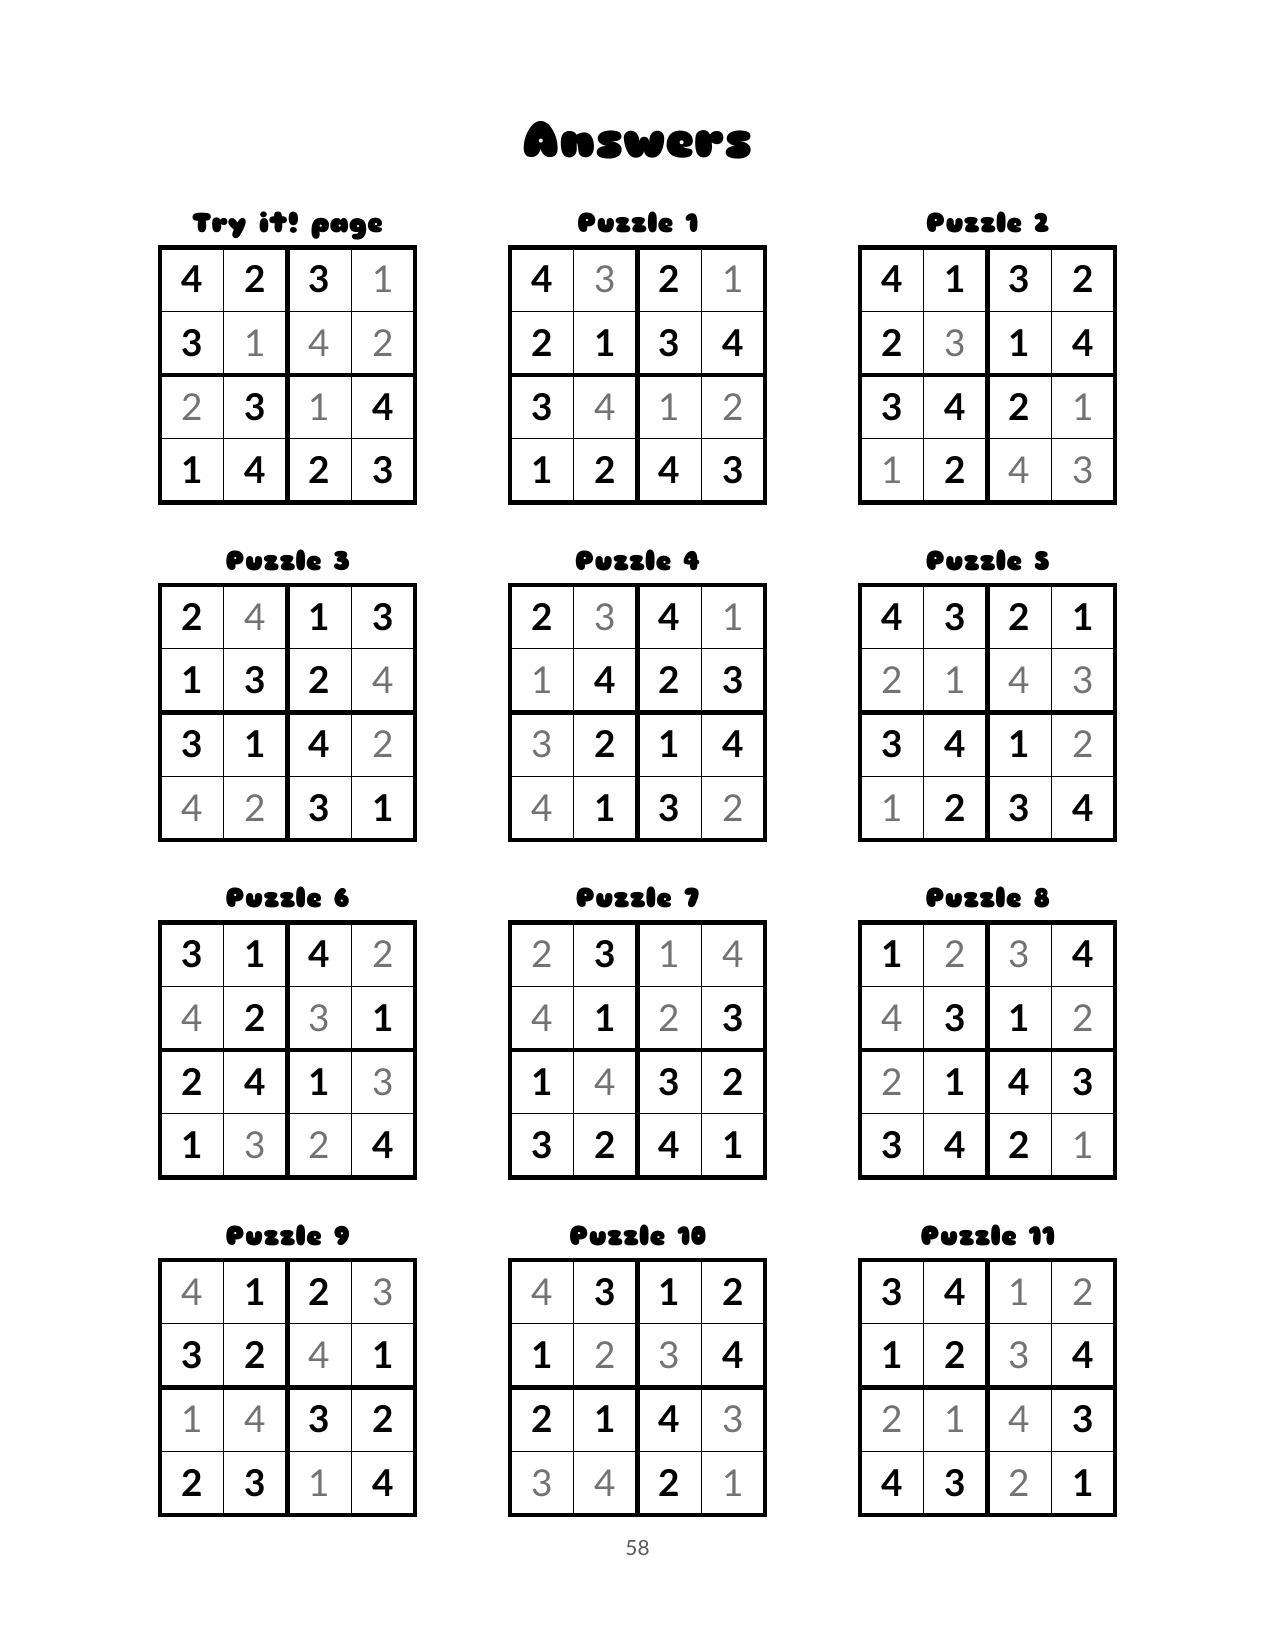 Answers
Try it! page Puzzle 1 Puzzle 2
4 2 3 1 4 3 2 1 4 1 3 2
3 1 4 2 2 1 3 4 2 3 1 4
2 3 1 4 3 4 1 2 3 4 2 1
1 4 2 3 1 2 4 3 1 2 4 3
Puzzle 3 Puzzle 4 Puzzle 5
2 4 1 3 2 3 4 1 4 3 2 1
1 3 2 4 1 4 2 3 2 1 4 3
3 1 4 2 3 2 1 4 3 4 1 2
4 2 3 1 4 1 3 2 1 2 3 4
Puzzle 6 Puzzle 7 Puzzle 8
3 1 4 2 2 3 1 4 1 2 3 4
4 2 3 1 4 1 2 3 4 3 1 2
2 4 1 3 1 4 3 2 2 1 4 3
1 3 2 4 3 2 4 1 3 4 2 1
Puzzle 9 Puzzle 10 Puzzle 11
4 1 2 3 4 3 1 2 3 4 1 2
3 2 4 1 1 2 3 4 1 2 3 4
1 4 3 2 2 1 4 3 2 1 4 3
2 3 1 4 3 4 2 1 4 3 2 1
58